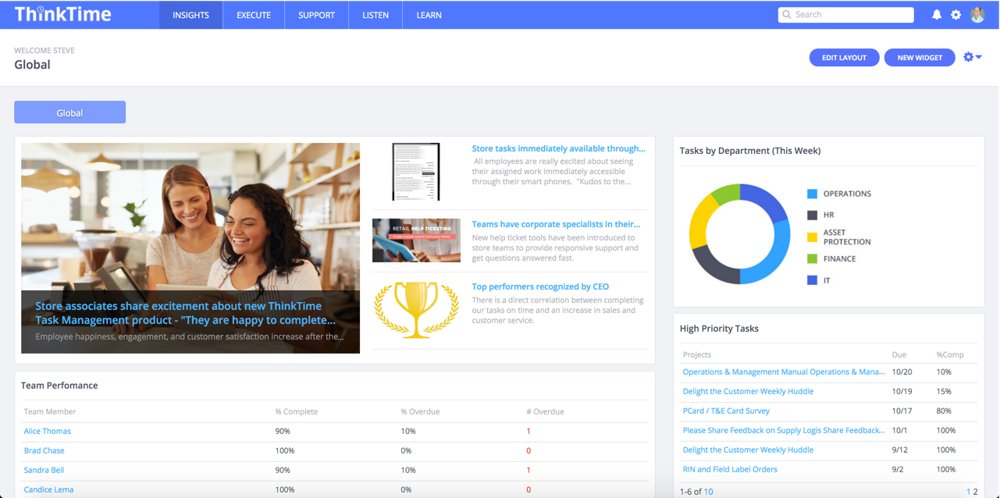 ThinkTime
INSIGHTS
EXECUTE
SUPPORT
LISTEN
LEARN
Search
WELCOME STEVE
Global
EDIT LAYOUT
NEW WIDGET
Global
Store associates share excitement about new ThinkTime
Task Management product - "They are happy to complete...
Employee happiness, engagement, and customer satisfaction increase after the...
Store tasks immediately available through...
All employees are really excited about seeing
their assigned work immediately accessible
through their smart phones. "Kudos to the...
RETAIL HELP TICKETING
Teams have corporate specialists in their...
New help ticket tools have been introduced to
store teams to provide responsive support and
get questions answered fast.
Top performers recognized by CEO
There is a direct correlation between completing
our tasks on time and an increase in sales and
customer service.
Tasks by Department (This Week)
OPERATIONS
HR
ASSET
PROTECTION
FINANCE
IT
Team Perfomance
Team Member % Complete % Overdue # Overdue
Alice Thomas 90% 10% 1
Brad Chase 100% 0% 0
Sandra Bell 90% 10% 1
Candice Lema 100% 0% 0
High Priority Tasks
Projects Due %Comp
Operations & Management Manual Operations & Mana... 10/20 10%
Delight the Customer Weekly Huddle 10/19 15%
PCard / T&E Card Survey 10/17 80%
Please Share Feedback on Supply Logis Share Feedback... 10/1 100%
Delight the Customer Weekly Huddle 9/12 100%
RIN and Field Label Orders 9/2 100%
1-6 of 10 1 2